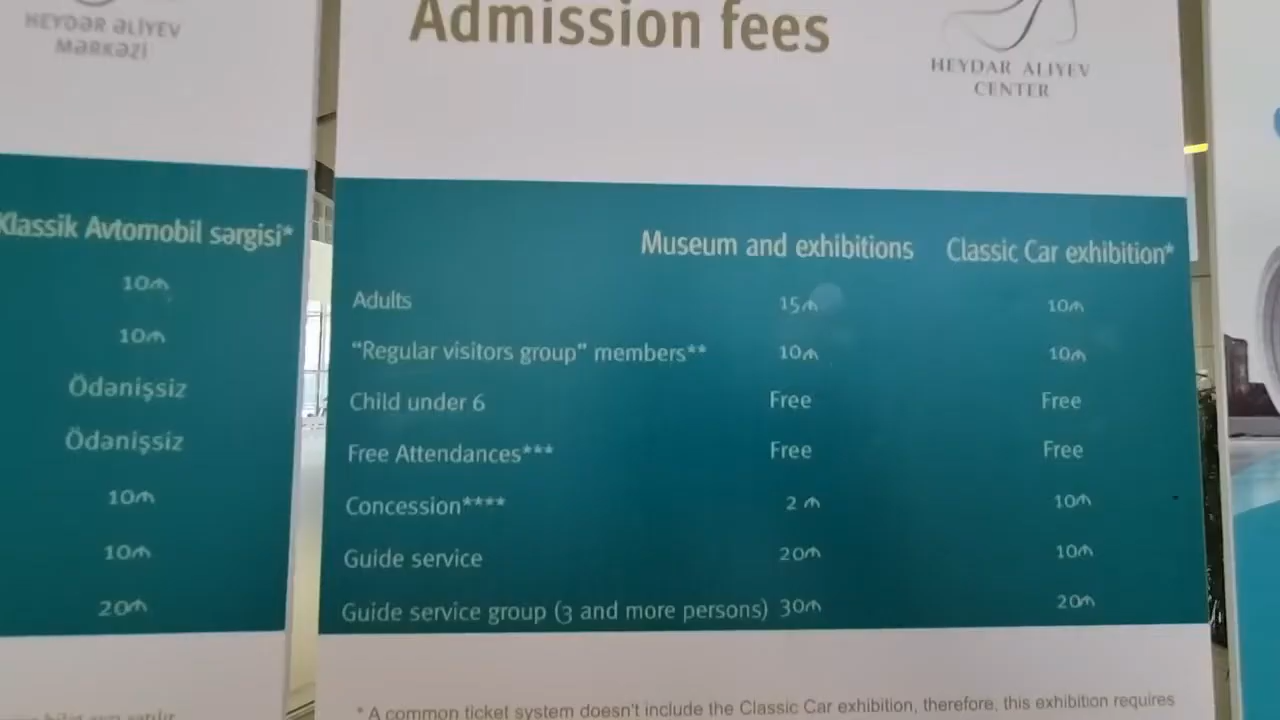 HEYDƏR ƏLİYEV
MƏRKƏZİ
Klassik Avtomobil sərgisi*
10₼
10₼
Ödənişsiz
Ödənişsiz
10₼
10₼
20₼
Admission fees
HEYDAR ALIYEV
CENTER
Museum and exhibitions Classic Car exhibition*
Adults 15₼ 10₼
"Regular visitors group" members** 10₼ 10₼
Child under 6 Free Free
Free Attendances*** Free Free
Concession**** 2 ₼ 10₼
Guide service 20₼ 10₼
Guide service group (3 and more persons) 30₼ 20₼
* A common ticket system doesn't include the Classic Car exhibition, therefore, this exhibition requires